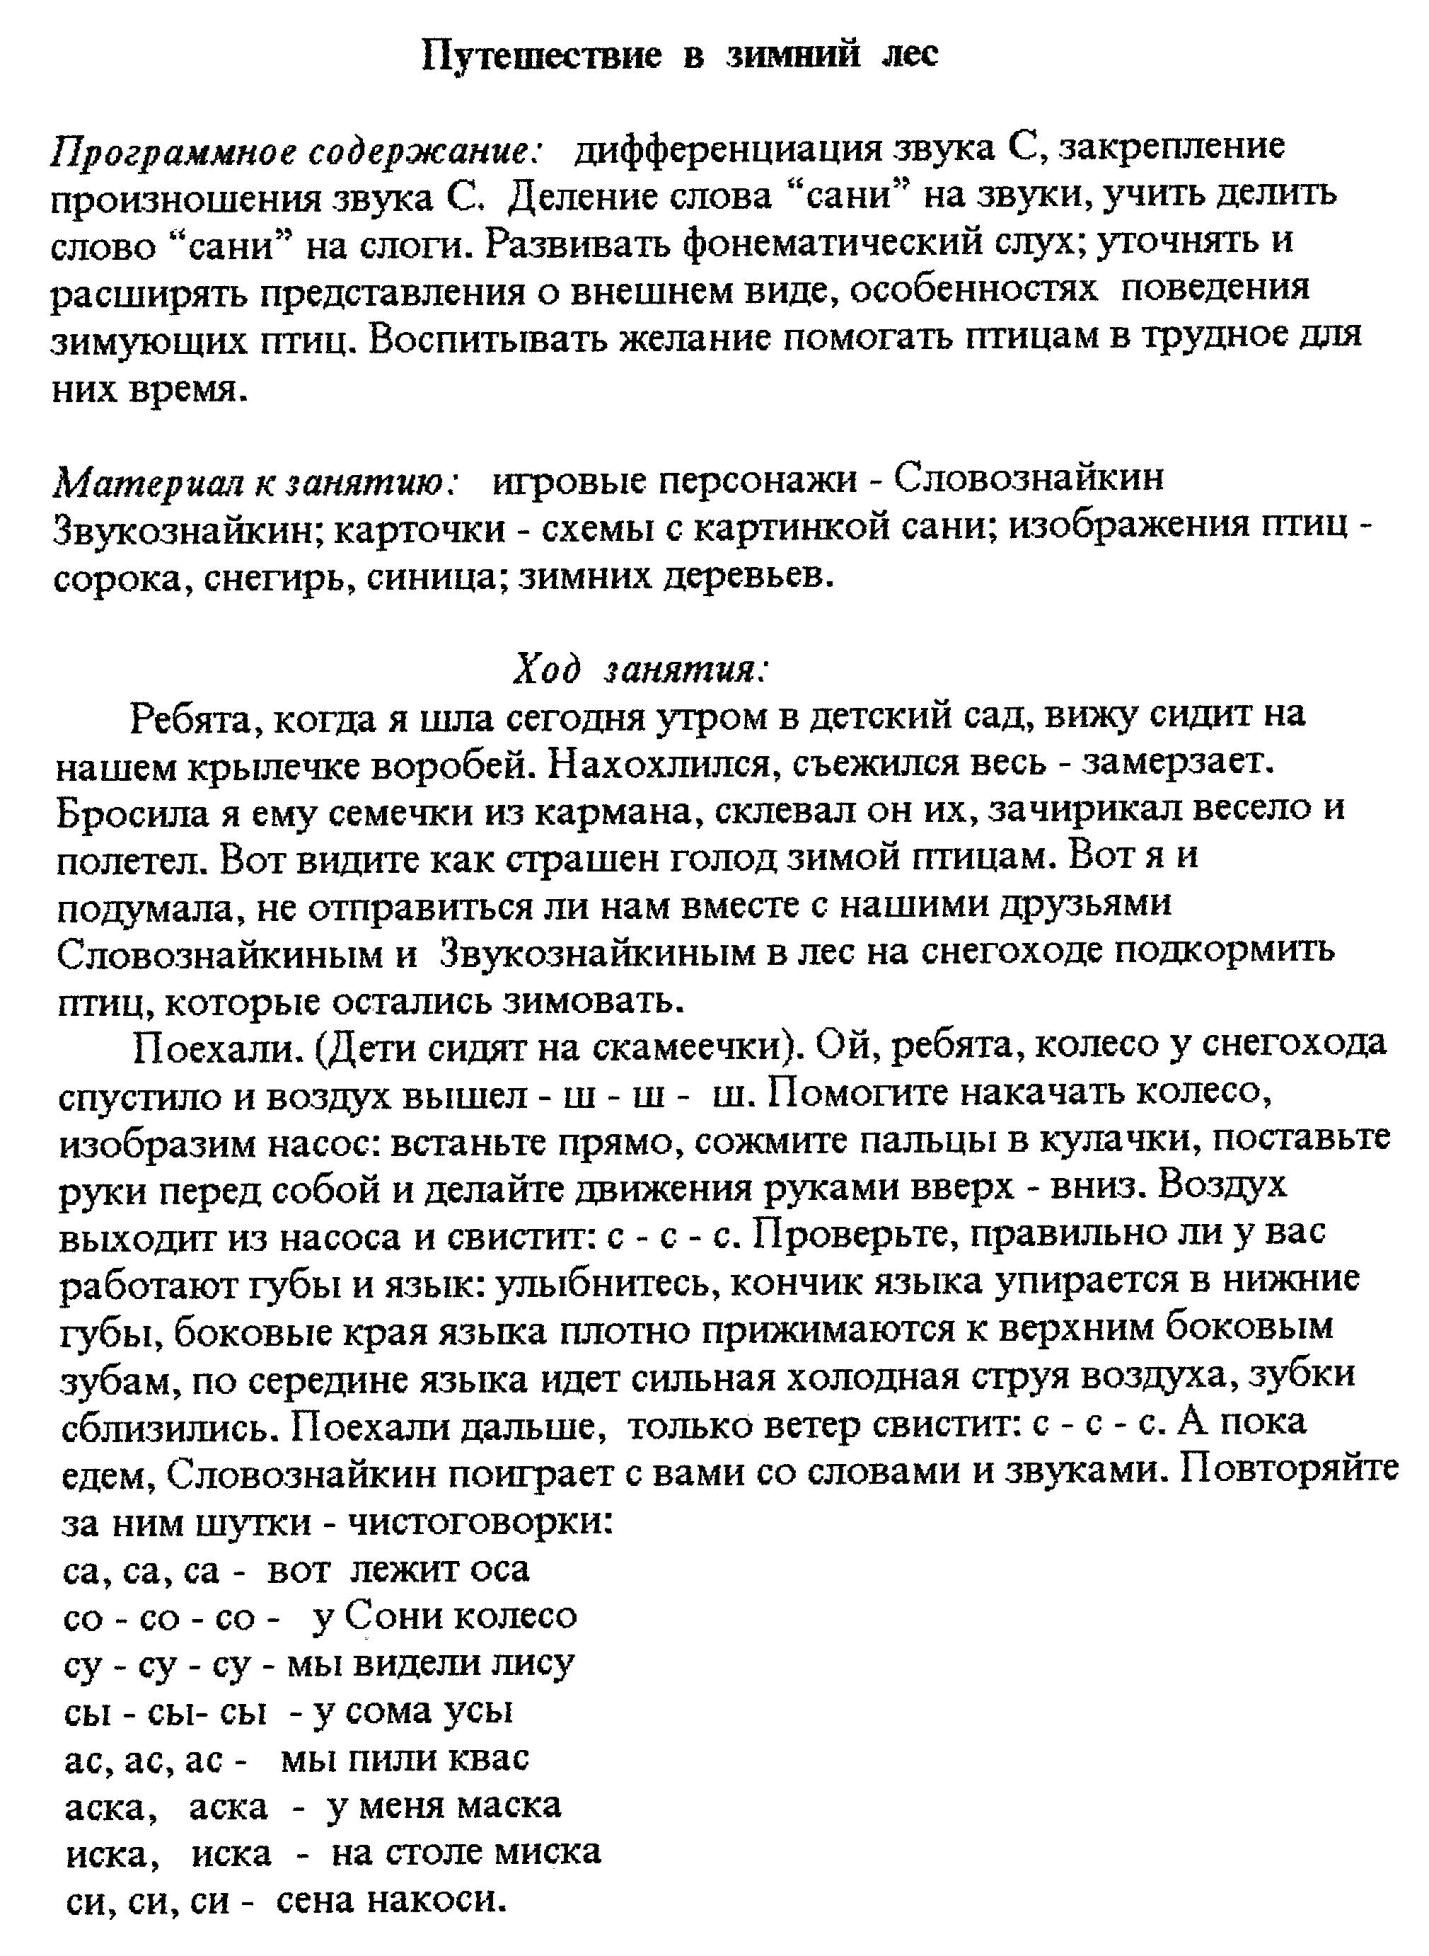 Путешествие в зимний лес
Программное содержание: дифференциация звука С, закрепление
произношения звука С. Деление слова “сани” на звуки, учить делить
слово “сани” на слоги. Развивать фонематический слух; уточнять и
расширять представления о внешнем виде, особенностях поведения
зимующих птиц. Воспитывать желание помогать птицам в трудное для
них время.
Материал к занятию: игровые персонажи - Словознайкин
Звукознайкин; карточки - схемы с картинкой сани; изображения птиц -
сорока, снегирь, синица; зимних деревьев.
Ход занятия:
Ребята, когда я шла сегодня утром в детский сад, вижу сидит на
нашем крылечке воробей. Нахохлился, съежился весь - замерзает.
Бросила я ему семечки из кармана, склевал он их, зачирикал весело и
полетел. Вот видите как страшен голод зимой птицам. Вот я и
подумала, не отправиться ли нам вместе с нашими друзьями
Словознайкиным и Звукознайкиным в лес на снегоходе подкормить
птиц, которые остались зимовать.
Поехали. (Дети сидят на скамеечки). Ой, ребята, колесо у снегохода
спустило и воздух вышел - ш - ш - ш. Помогите накачать колесо,
изобразим насос: встаньте прямо, сожмите пальцы в кулачки, поставьте
руки перед собой и делайте движения руками вверх - вниз. Воздух
выходит из насоса и свистит: с - с - с. Проверьте, правильно ли у вас
работают губы и язык: улыбнитесь, кончик языка упирается в нижние
губы, боковые края языка плотно прижимаются к верхним боковым
зубам, по середине языка идет сильная холодная струя воздуха, зубки
сблизились. Поехали дальше, только ветер свистит: с - с - с. А пока
едем, Словознайкин поиграет с вами со словами и звуками. Повторяйте
за ним шутки - чистоговорки:
са, са, са - вот лежит оса
со - со - со - у Сони колесо
су - су - су - мы видели лису
сы - сы- сы - у сома усы
ас, ас, ас - мы пили квас
аска, аска - у меня маска
иска, иска - на столе миска
си, си, си - сена накоси.